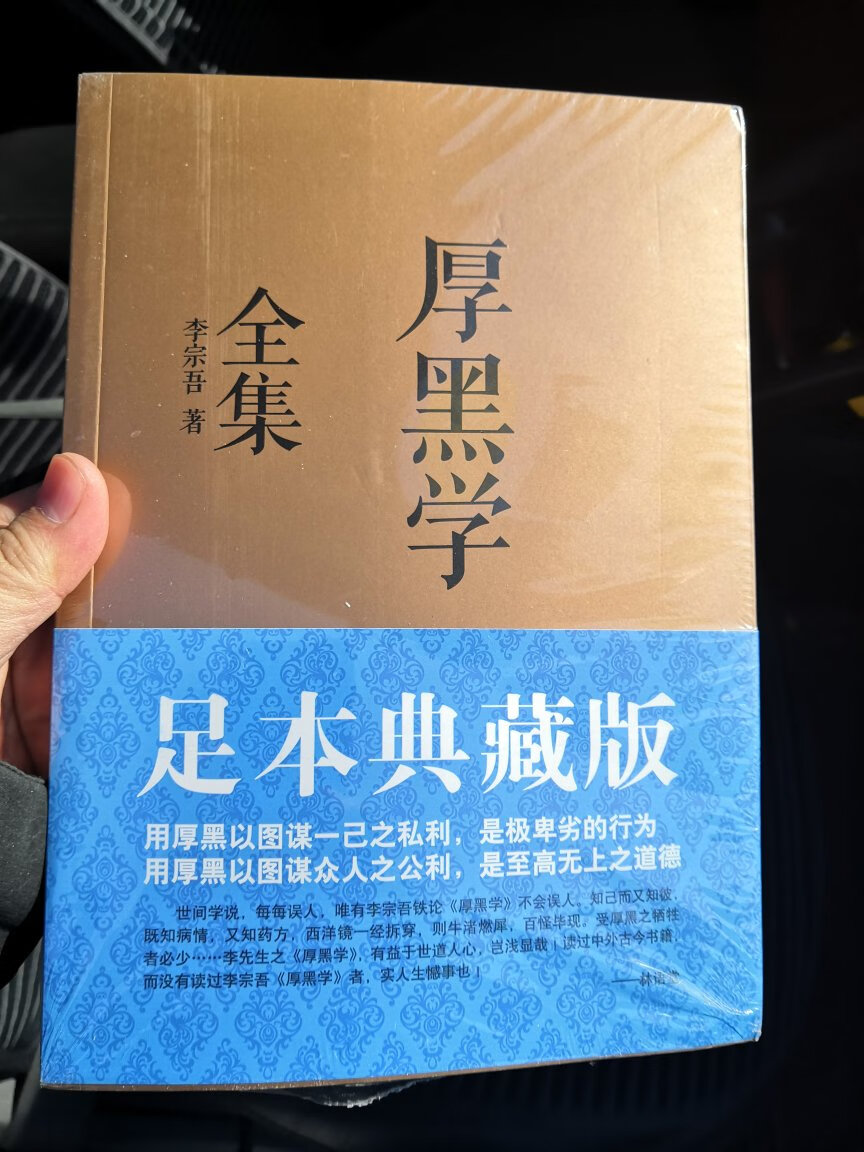 厚黑学
全集
李宗吾 著
足本典藏版
用厚黑以图谋一己之私利，是极卑劣的行为
用厚黑以图谋众人之公利，是至高无上之道德
世间学说，每每误人，唯有李宗吾铁论《厚黑学》不会误人。知己而又知彼，
既知病情，又知药方，西洋镜一经拆穿，则牛渚燃犀，百怪毕现。受厚黑之牺牲
者必少……李先生之《厚黑学》，有益于世道人心，岂浅显哉！读过中外古今书籍，
而没有读过李宗吾《厚黑学》者，实人生憾事也！
——林语堂